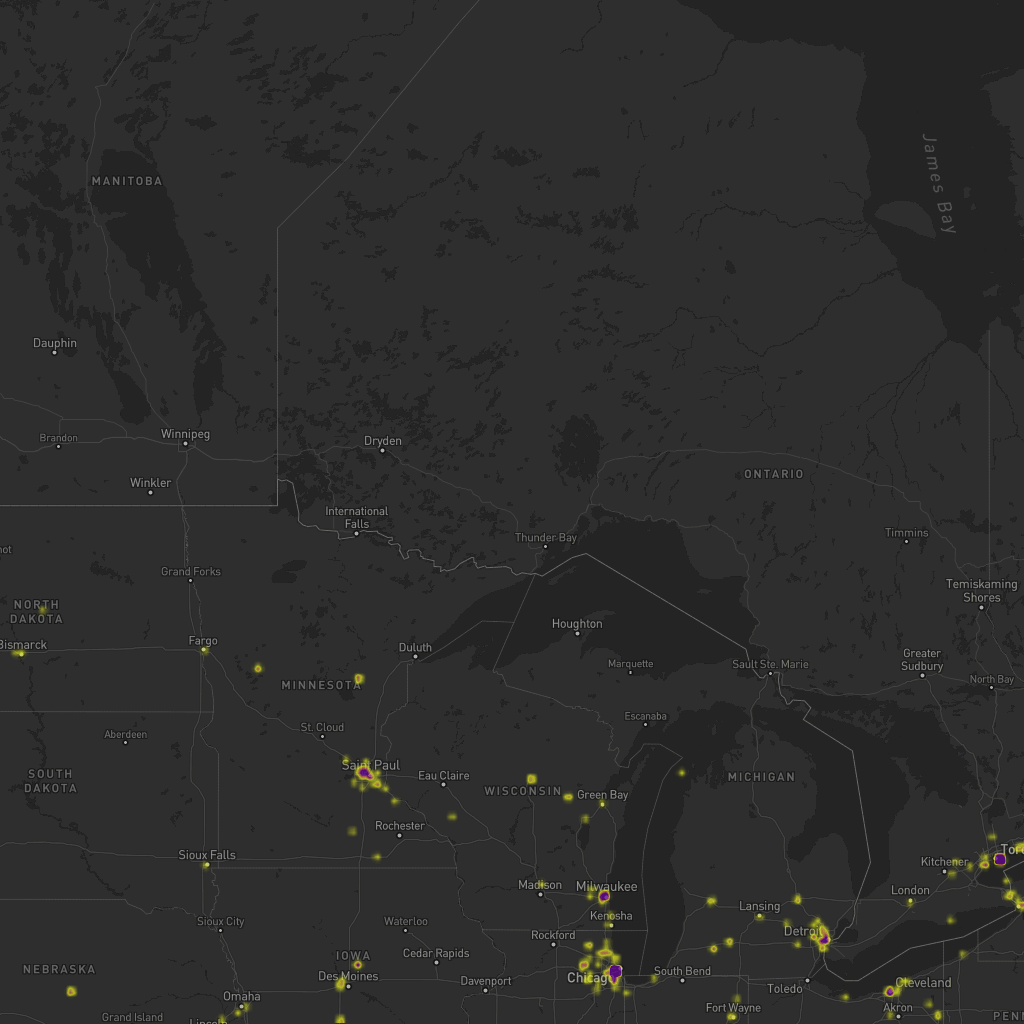 James Bay
MANITOBA
Dauphin
Brandon
Winnipeg
Dryden
Winkler
ONTARIO
International
Falls
Thunder Bay
Timmins
Grand Forks
Temiskaming
Shores
NORTH
DAKOTA
Bismarck
Fargo
Houghton
Duluth
Marquette
Sault Ste. Marie
Greater
Sudbury
North Bay
MINNESOTA
Escanaba
St. Cloud
Aberdeen
Saint Paul
Eau Claire
SOUTH
DAKOTA
WISCONSIN
Green Bay
MICHIGAN
Rochester
Sioux Falls
Kitchener
Madison
Milwaukee
London
Kenosha
Lansing
Sioux City
Waterloo
Rockford
Detroit
IOWA
Cedar Rapids
NEBRASKA
Des Moines
Davenport
Chicago
South Bend
Toledo
Cleveland
Omaha
Fort Wayne
Akron
Grand Island